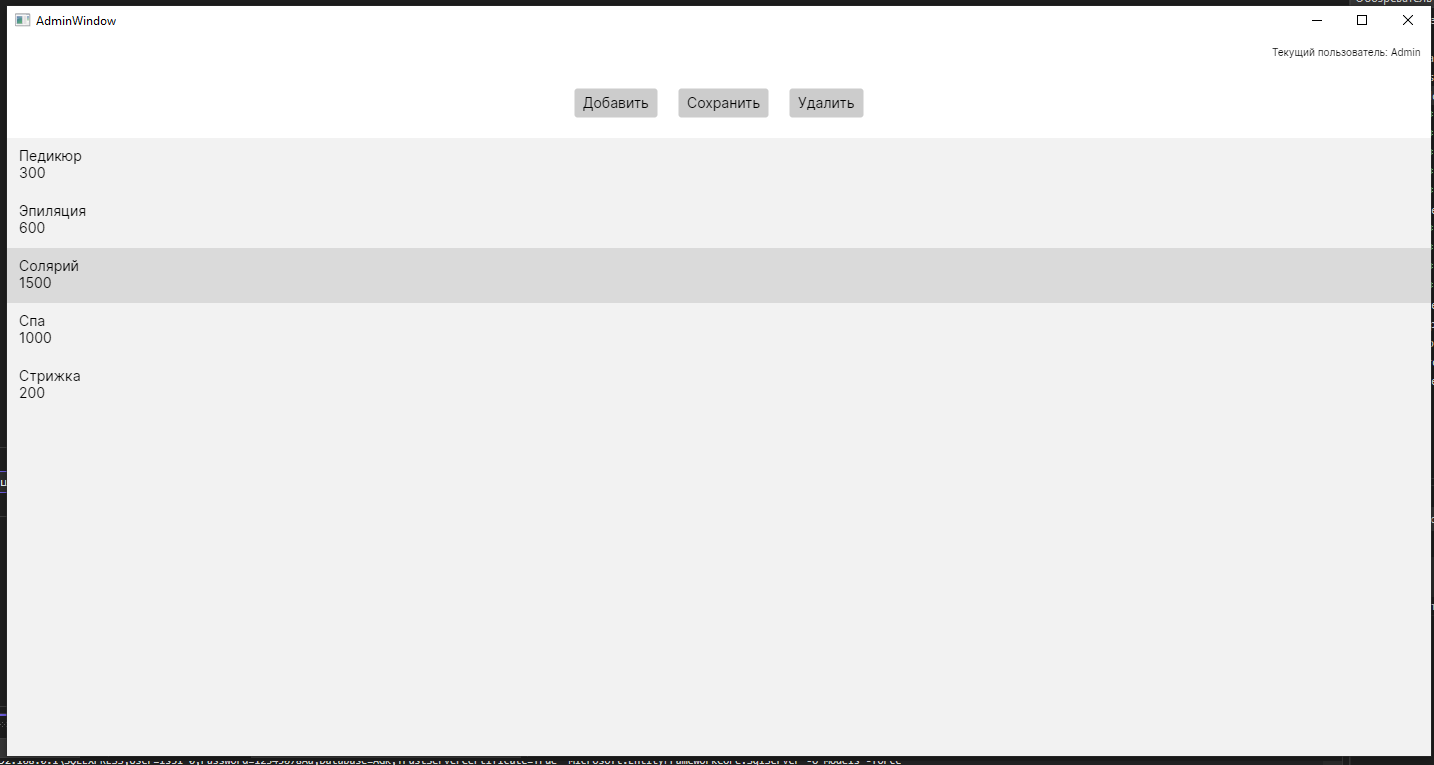 AdminWindow
Текущий пользователь: Admin
Добавить Сохранить Удалить
Педикюр
300
Эпиляция
600
Солярий
1500
Спа
1000
Стрижка
200